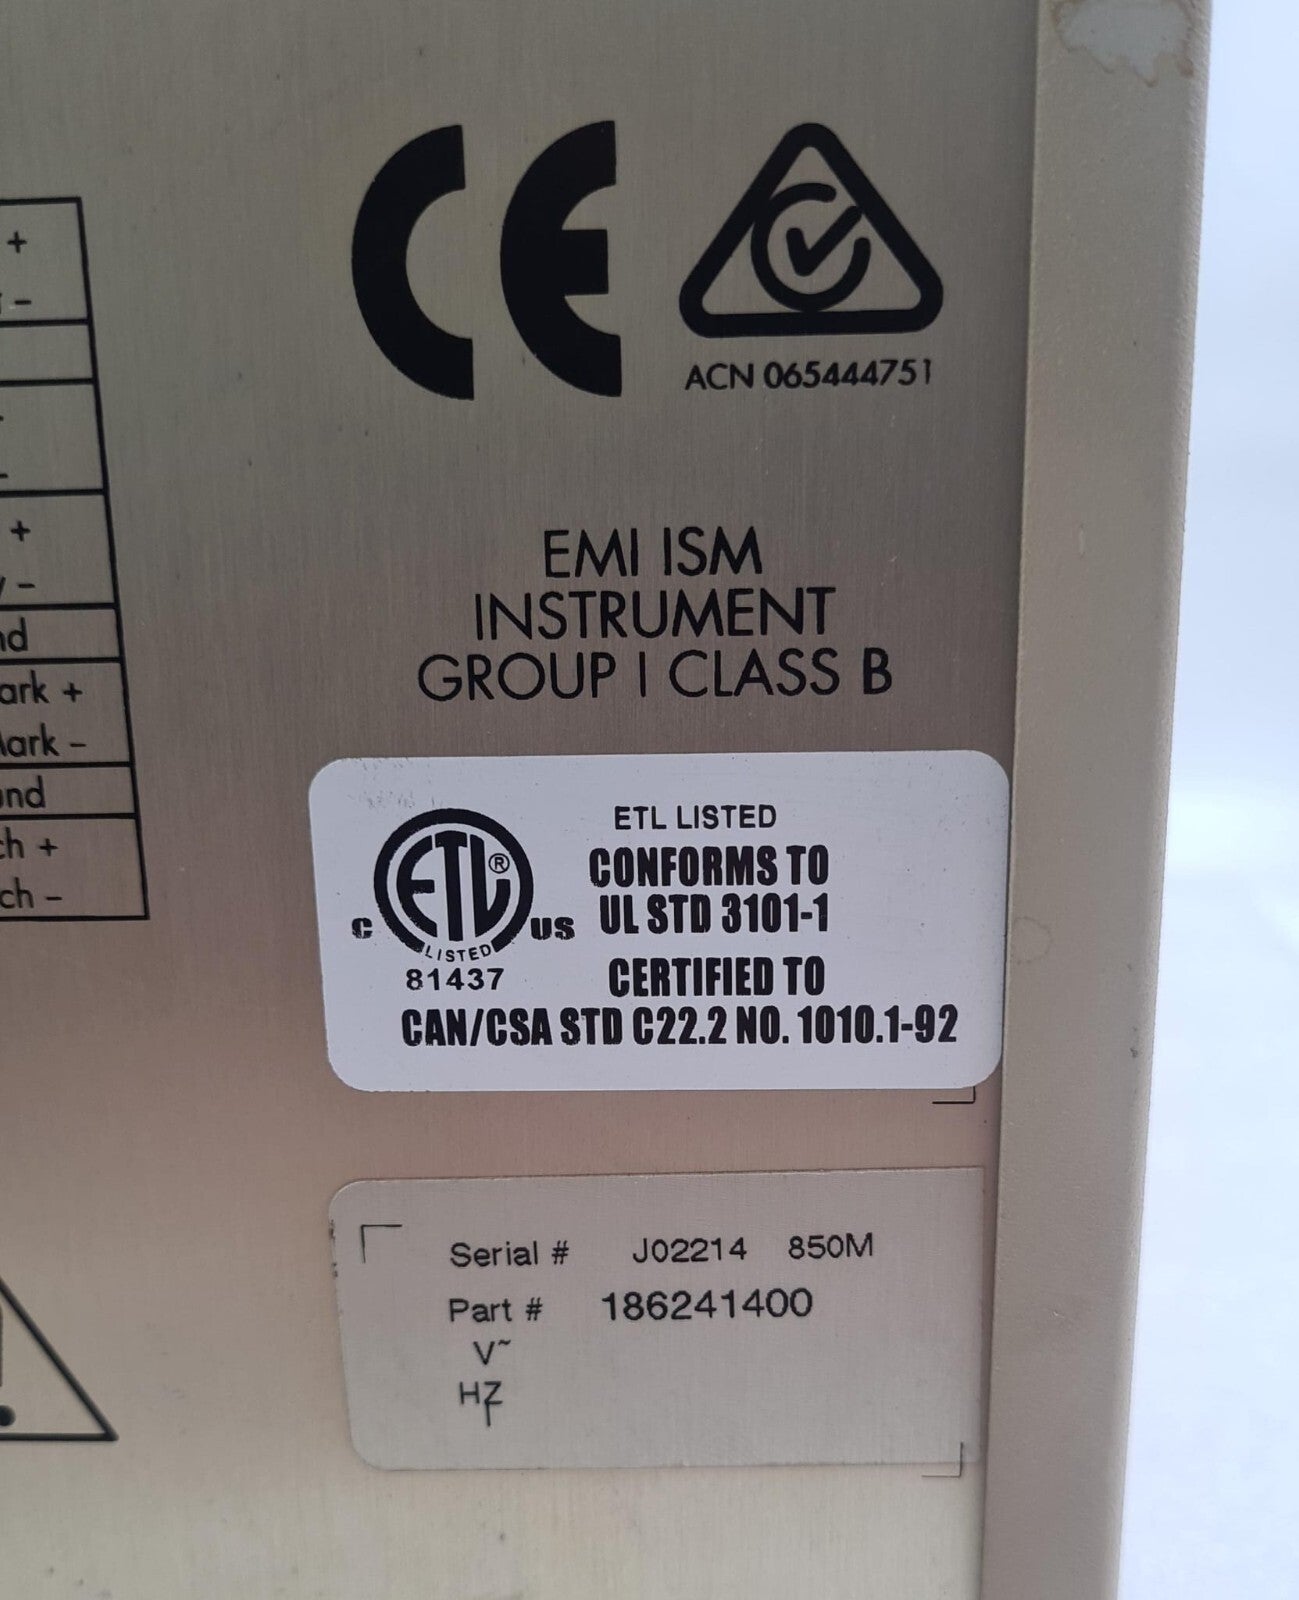 +
-
+
-
nd
ark +
ark -
und
ch +
ch -
CE
ACN 065444751
EMI ISM
INSTRUMENT
GROUP I CLASS B
ETL LISTED
CONFORMS TO
UL STD 3101-1
C ETL® US
LISTED
81437
CERTIFIED TO
CAN/CSA STD C22.2 NO. 1010.1-92
Serial # J02214 850M
Part # 186241400
V~
HZ